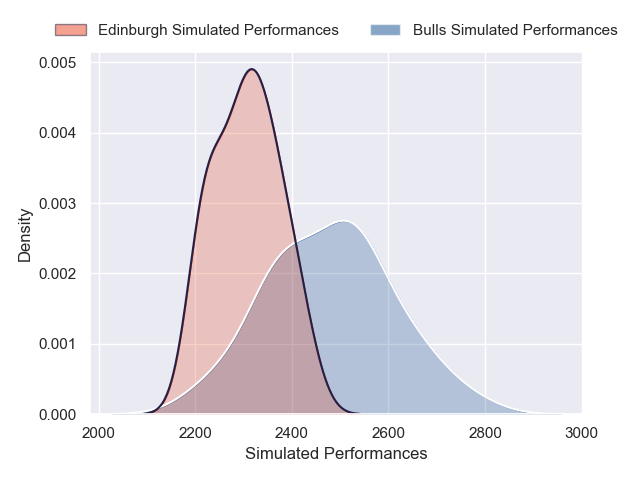 Edinburgh Simulated Performances Bulls Simulated Performances
0.005
0.004
0.003
0.002
0.001
0.000
Density
2000 2200 2400 2600 2800 3000
Simulated Performances